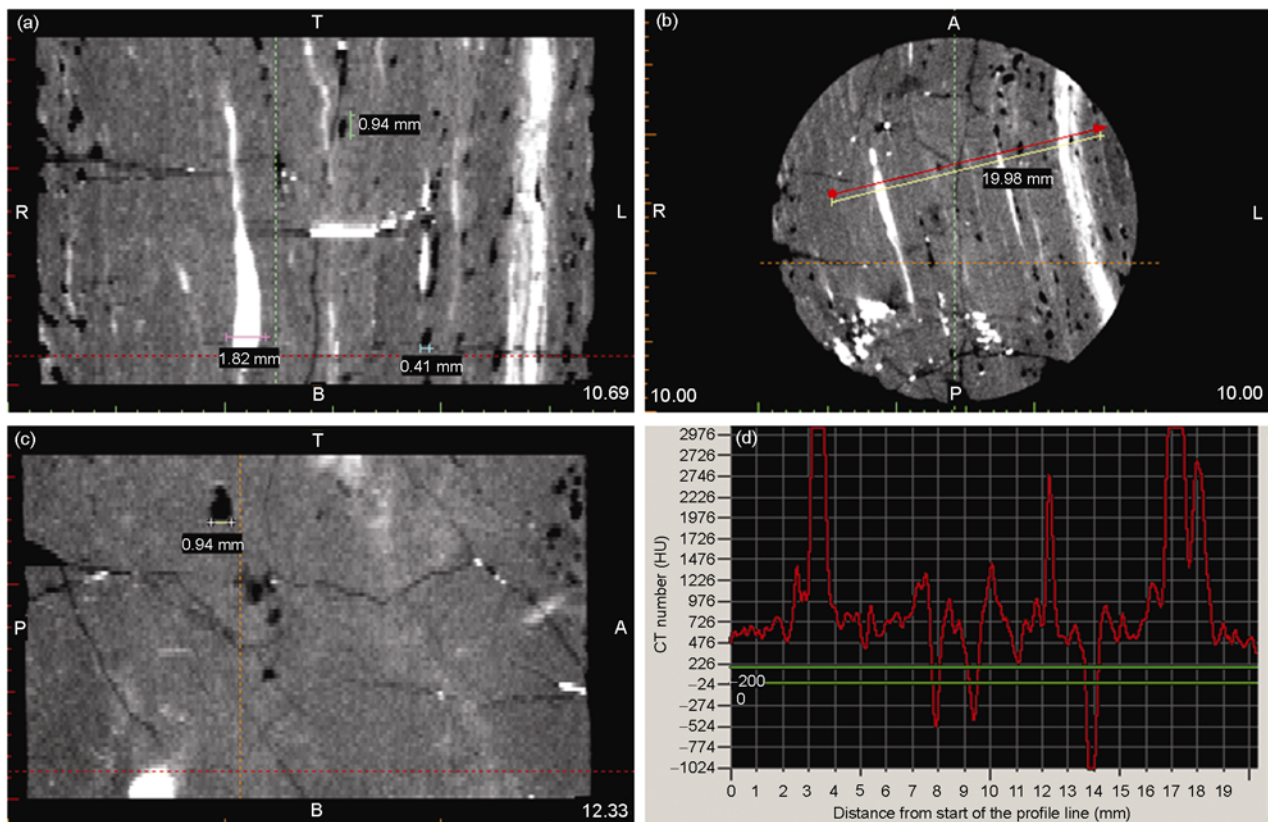 (a)
T
0.94 mm
R
L
1.82 mm
0.41 mm
B
10.69
(b)
A
19.98 mm
R
L
10.00
P
10.00
(c)
T
0.94 mm
P
A
B
12.33
(d)
2976
2726
2476
2226
1976
1726
1476
1226
976
726
476
226
−24
−274
−524
−774
−1024
−200
0
CT number (HU)
0 1 2 3 4 5 6 7 8 9 10 11 12 13 14 15 16 17 18 19
Distance from start of the profile line (mm)